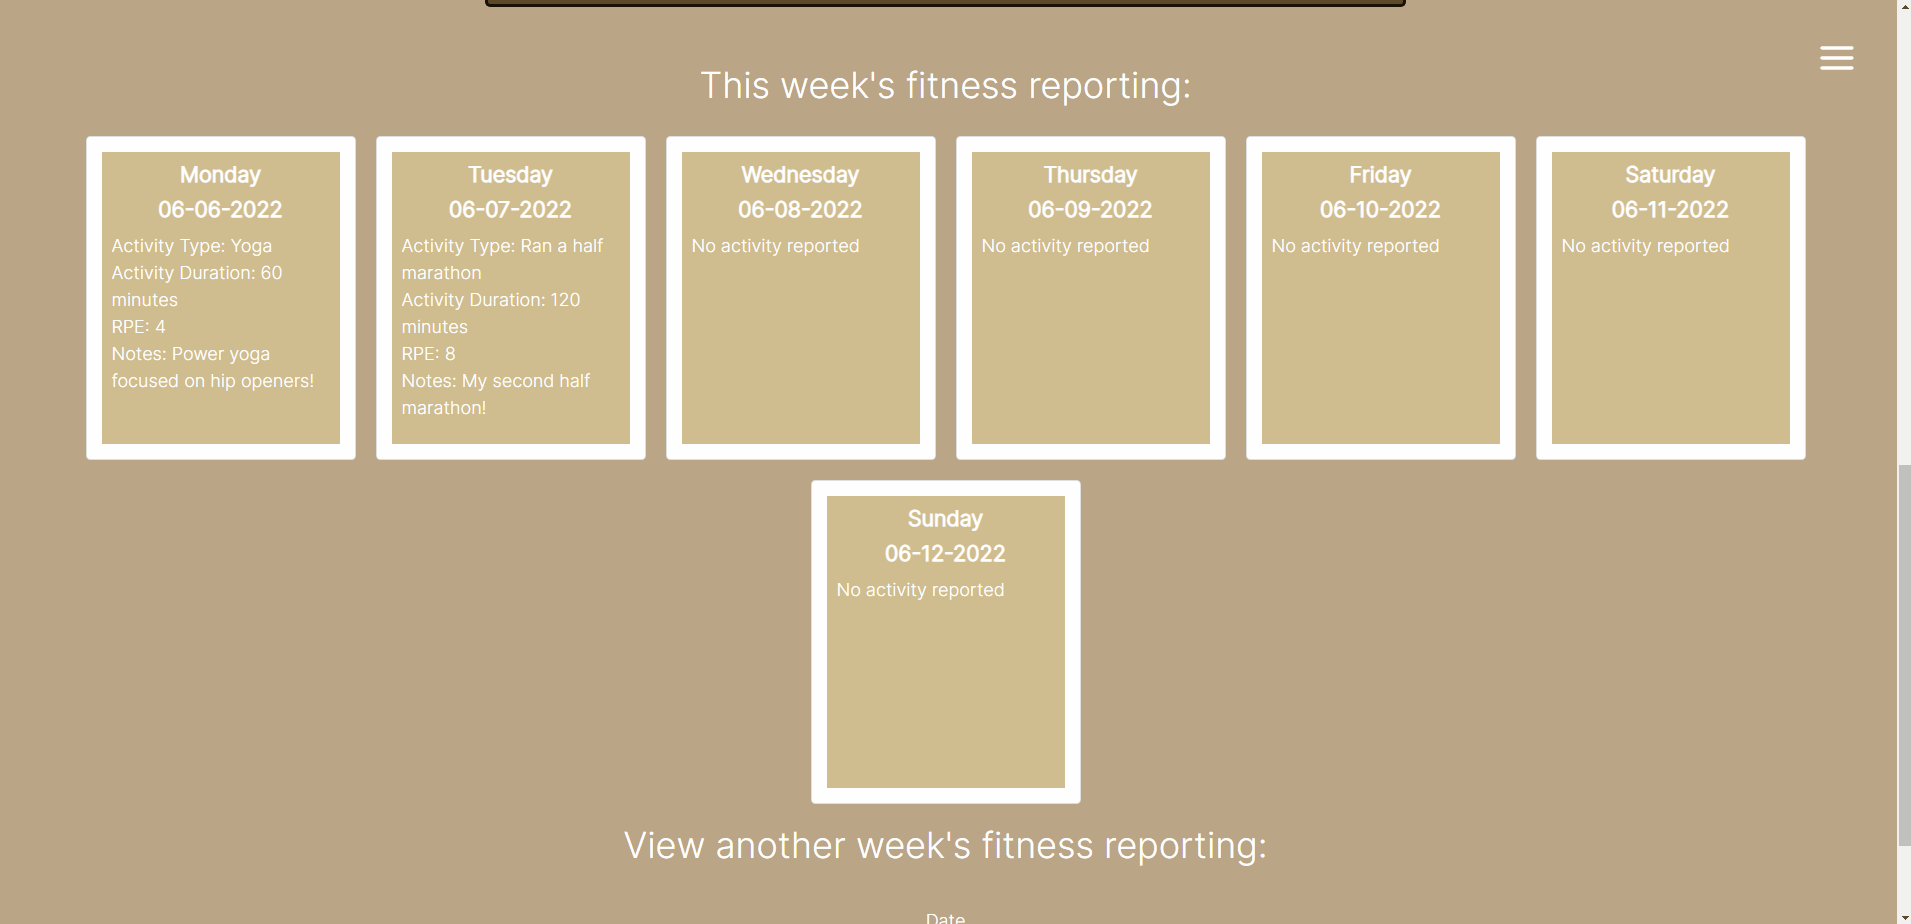 This week's fitness reporting:
Monday
06-06-2022
Activity Type: Yoga
Activity Duration: 60
minutes
RPE: 4
Notes: Power yoga
focused on hip openers!
Tuesday
06-07-2022
Activity Type: Ran a half
marathon
Activity Duration: 120
minutes
RPE: 8
Notes: My second half
marathon!
Wednesday
06-08-2022
No activity reported
Thursday
06-09-2022
No activity reported
Friday
06-10-2022
No activity reported
Saturday
06-11-2022
No activity reported
Sunday
06-12-2022
No activity reported
View another week's fitness reporting:
Date